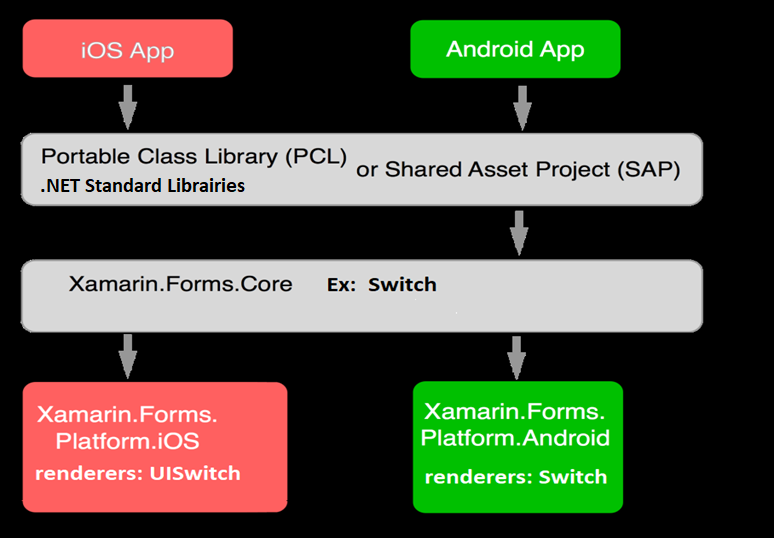 iOS App
Android App
Portable Class Library (PCL)
or Shared Asset Project (SAP)
.NET Standard Librairies
Xamarin.Forms.Core Ex: Switch
Xamarin.Forms.
Platform.iOS
renderers: UISwitch
Xamarin.Forms.
Platform.Android
renderers: Switch